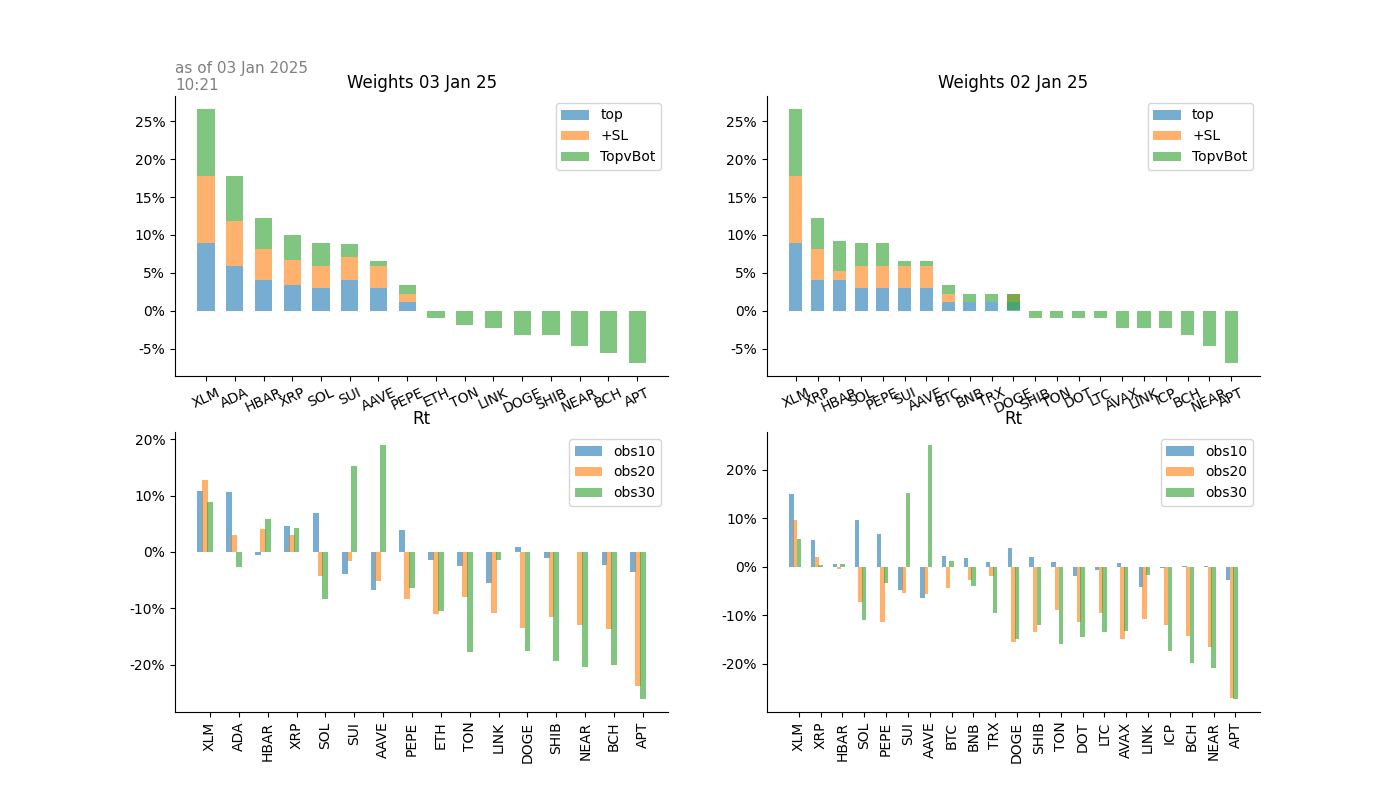 as of 03 Jan 2025
10:21
Weights 03 Jan 25
25%
20%
15%
10%
5%
0%
-5%
top
+SL
TopvBot
XLM
ADA
HBAR
XRP
SOL
SUI
AAVE
PEPE
ETH
TON
LINK
DOGE
SHIB
NEAR
BCH
APT
Weights 02 Jan 25
25%
20%
15%
10%
5%
0%
-5%
top
+SL
TopvBot
XLM
XRP
HBAR
SOL
PEPE
SUI
AAVE
BTC
BNB
TRX
DOGE
SHIB
TON
DOT
LTC
AVAX
LINK
ICP
BCH
NEAR
APT
Rt
20%
10%
0%
-10%
-20%
obs10
obs20
obs30
XLM
ADA
HBAR
XRP
SOL
SUI
AAVE
PEPE
ETH
TON
LINK
DOGE
SHIB
NEAR
BCH
APT
Rt
20%
10%
0%
-10%
-20%
obs10
obs20
obs30
XLM
XRP
HBAR
SOL
PEPE
SUI
AAVE
BTC
BNB
TRX
DOGE
SHIB
TON
DOT
LTC
AVAX
LINK
ICP
BCH
NEAR
APT